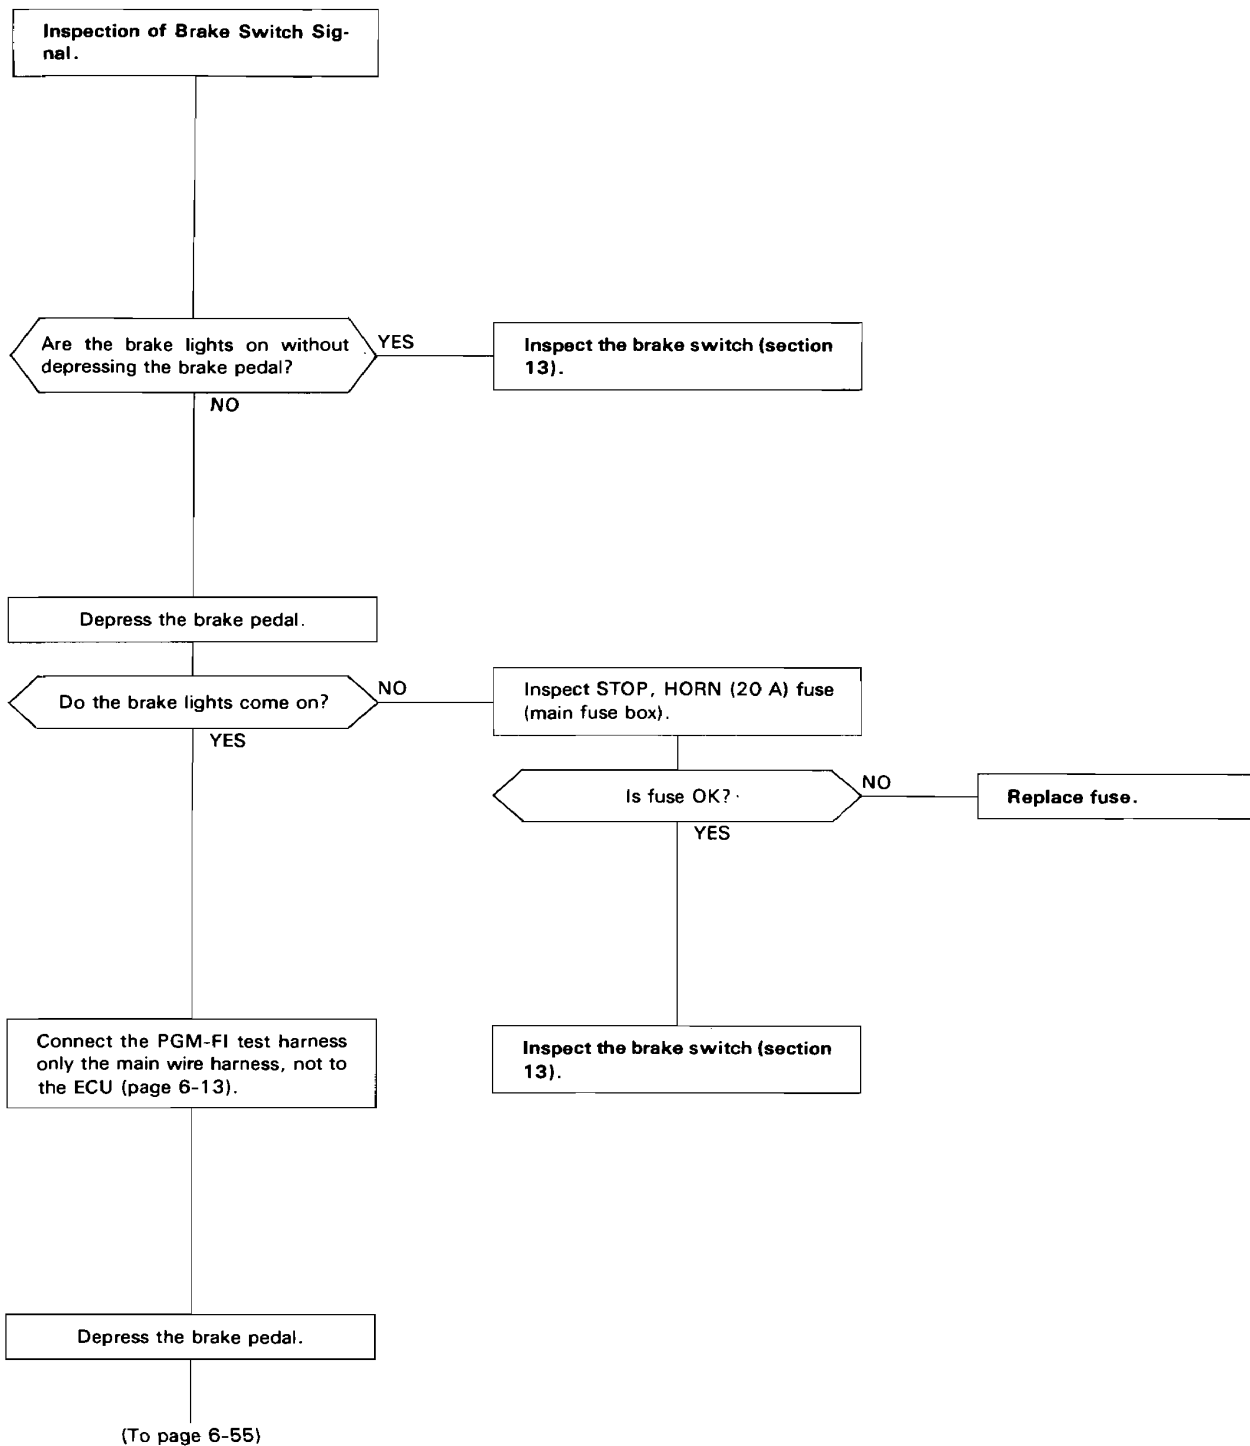 Inspection of Brake Switch Sig-
nal.
Are the brake lights on without
depressing the brake pedal?
YES
Inspect the brake switch (section
13).
NO
Depress the brake pedal.
Do the brake lights come on?
NO
Inspect STOP, HORN (20 A) fuse
(main fuse box).
YES
Is fuse OK?
NO
Replace fuse.
YES
Connect the PGM-FI test harness
only the main wire harness, not to
the ECU (page 6-13).
Inspect the brake switch (section
13).
Depress the brake pedal.
(To page 6-55)